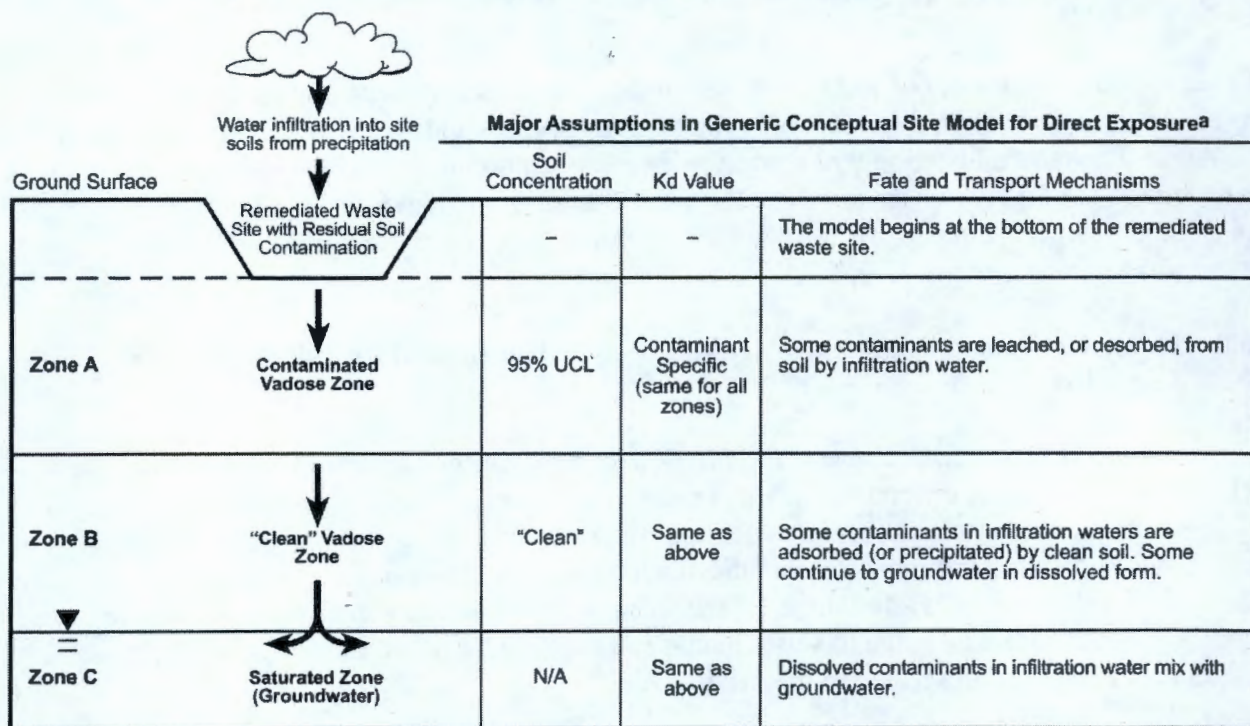 Water infiltration into site
soils from precipitation
Major Assumptions in Generic Conceptual Site Model for Direct Exposurea
Ground Surface
Soil
Concentration
Kd Value
Fate and Transport Mechanisms
Remediated Waste
Site with Residual Soil
Contamination
–
–
The model begins at the bottom of the remediated
waste site.
Zone A
Contaminated
Vadose Zone
95% UCL
Contaminant
Specific
(same for all
zones)
Some contaminants are leached, or desorbed, from
soil by infiltration water.
Zone B
“Clean” Vadose
Zone
“Clean”
Same as
above
Some contaminants in infiltration waters are
adsorbed (or precipitated) by clean soil. Some
continue to groundwater in dissolved form.
Zone C
Saturated Zone
(Groundwater)
N/A
Same as
above
Dissolved contaminants in infiltration water mix with
groundwater.